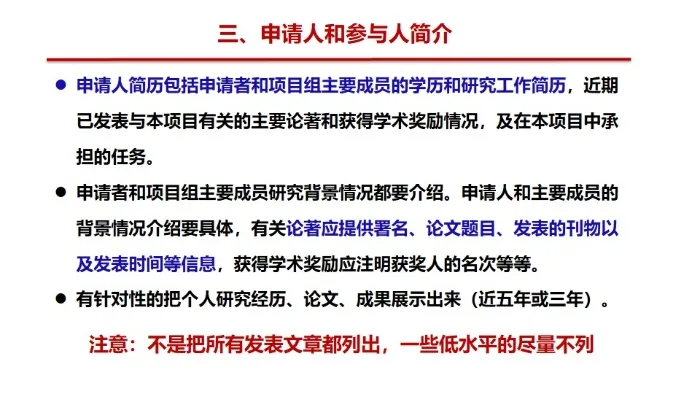 三、申请人和参与人简介
● 申请人简历包括申请者和项目组主要成员的学历和研究工作简历，近期
已发表与本项目有关的主要论著和获得学术奖励情况，及在本项目中承
担的任务。
● 申请者和项目组主要成员研究背景情况都要介绍。申请人和主要成员的
背景情况介绍要具体，有关论著应提供署名、论文题目、发表的刊物以
及发表时间等信息，获得学术奖励应注明获奖人的名次等等。
● 有针对性的把个人研究经历、论文、成果展示出来（近五年或三年）。
注意：不是把所有发表文章都列出，一些低水平的尽量不列